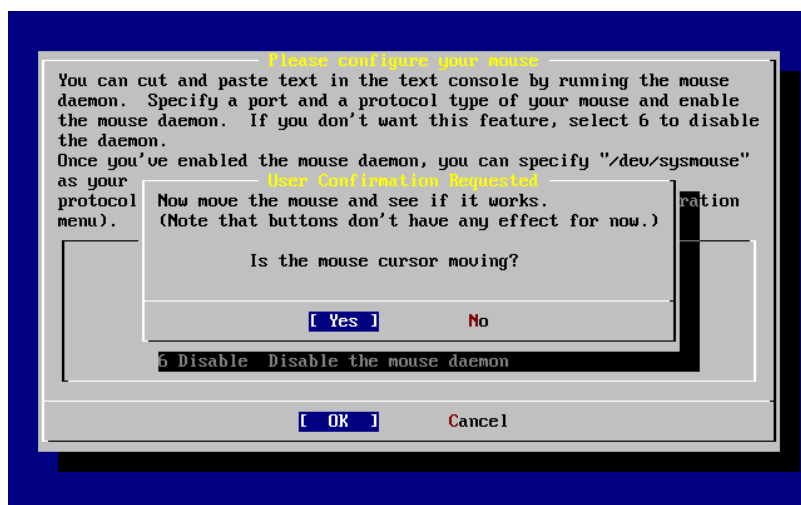 Please configure your mouse
You can cut and paste text in the text console by running the mouse
daemon.  Specify a port and a protocol type of your mouse and enable
the mouse daemon.  If you don't want this feature, select 6 to disable
the daemon.
Once you've enabled the mouse daemon, you can specify "/dev/sysmouse"
as your
protocol ration
menu).
User Confirmation Requested
Now move the mouse and see if it works.
(Note that buttons don't have any effect for now.)
Is the mouse cursor moving?
[ Yes ] No
6 Disable  Disable the mouse daemon
[ OK ] Cancel